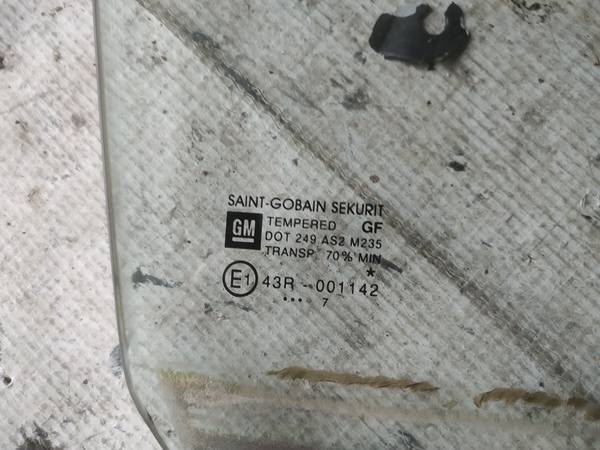 SAINT-GOBAIN SEKURIT
GM TEMPERED GF
DOT 249 AS2 M235
TRANSP 70% MIN
*
E1 43R -001142
... 7